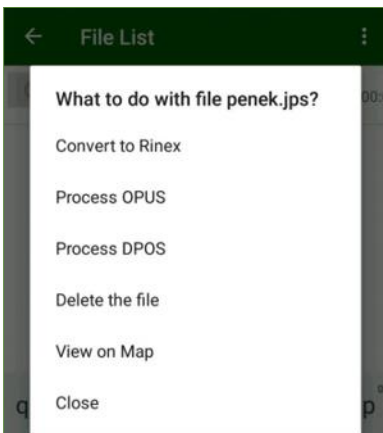 File List
What to do with file penek.jps?
00:
Convert to Rinex
Process OPUS
Process DPOS
Delete the file
View on Map
Close
q
p